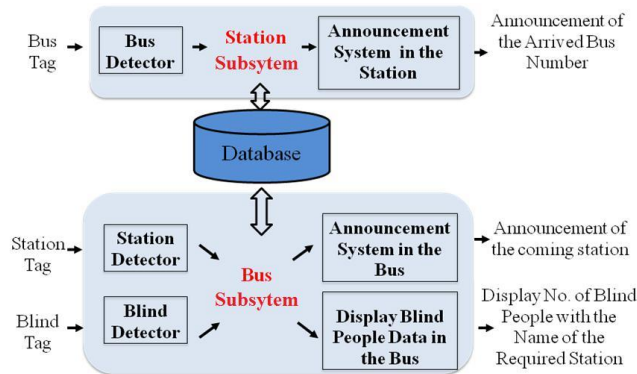 Bus
Tag
Bus
Detector
Station
Subsytem
Announcement
System in the
Station
Announcement of
the Arrived Bus
Number
Database
Station
Tag
Station
Detector
Blind
Tag
Blind
Detector
Bus
Subsytem
Announcement
System in the
Bus
Announcement of
the coming station
Display Blind
People Data in
the Bus
Display No. of Blind
People with the
Name of the
Required Station